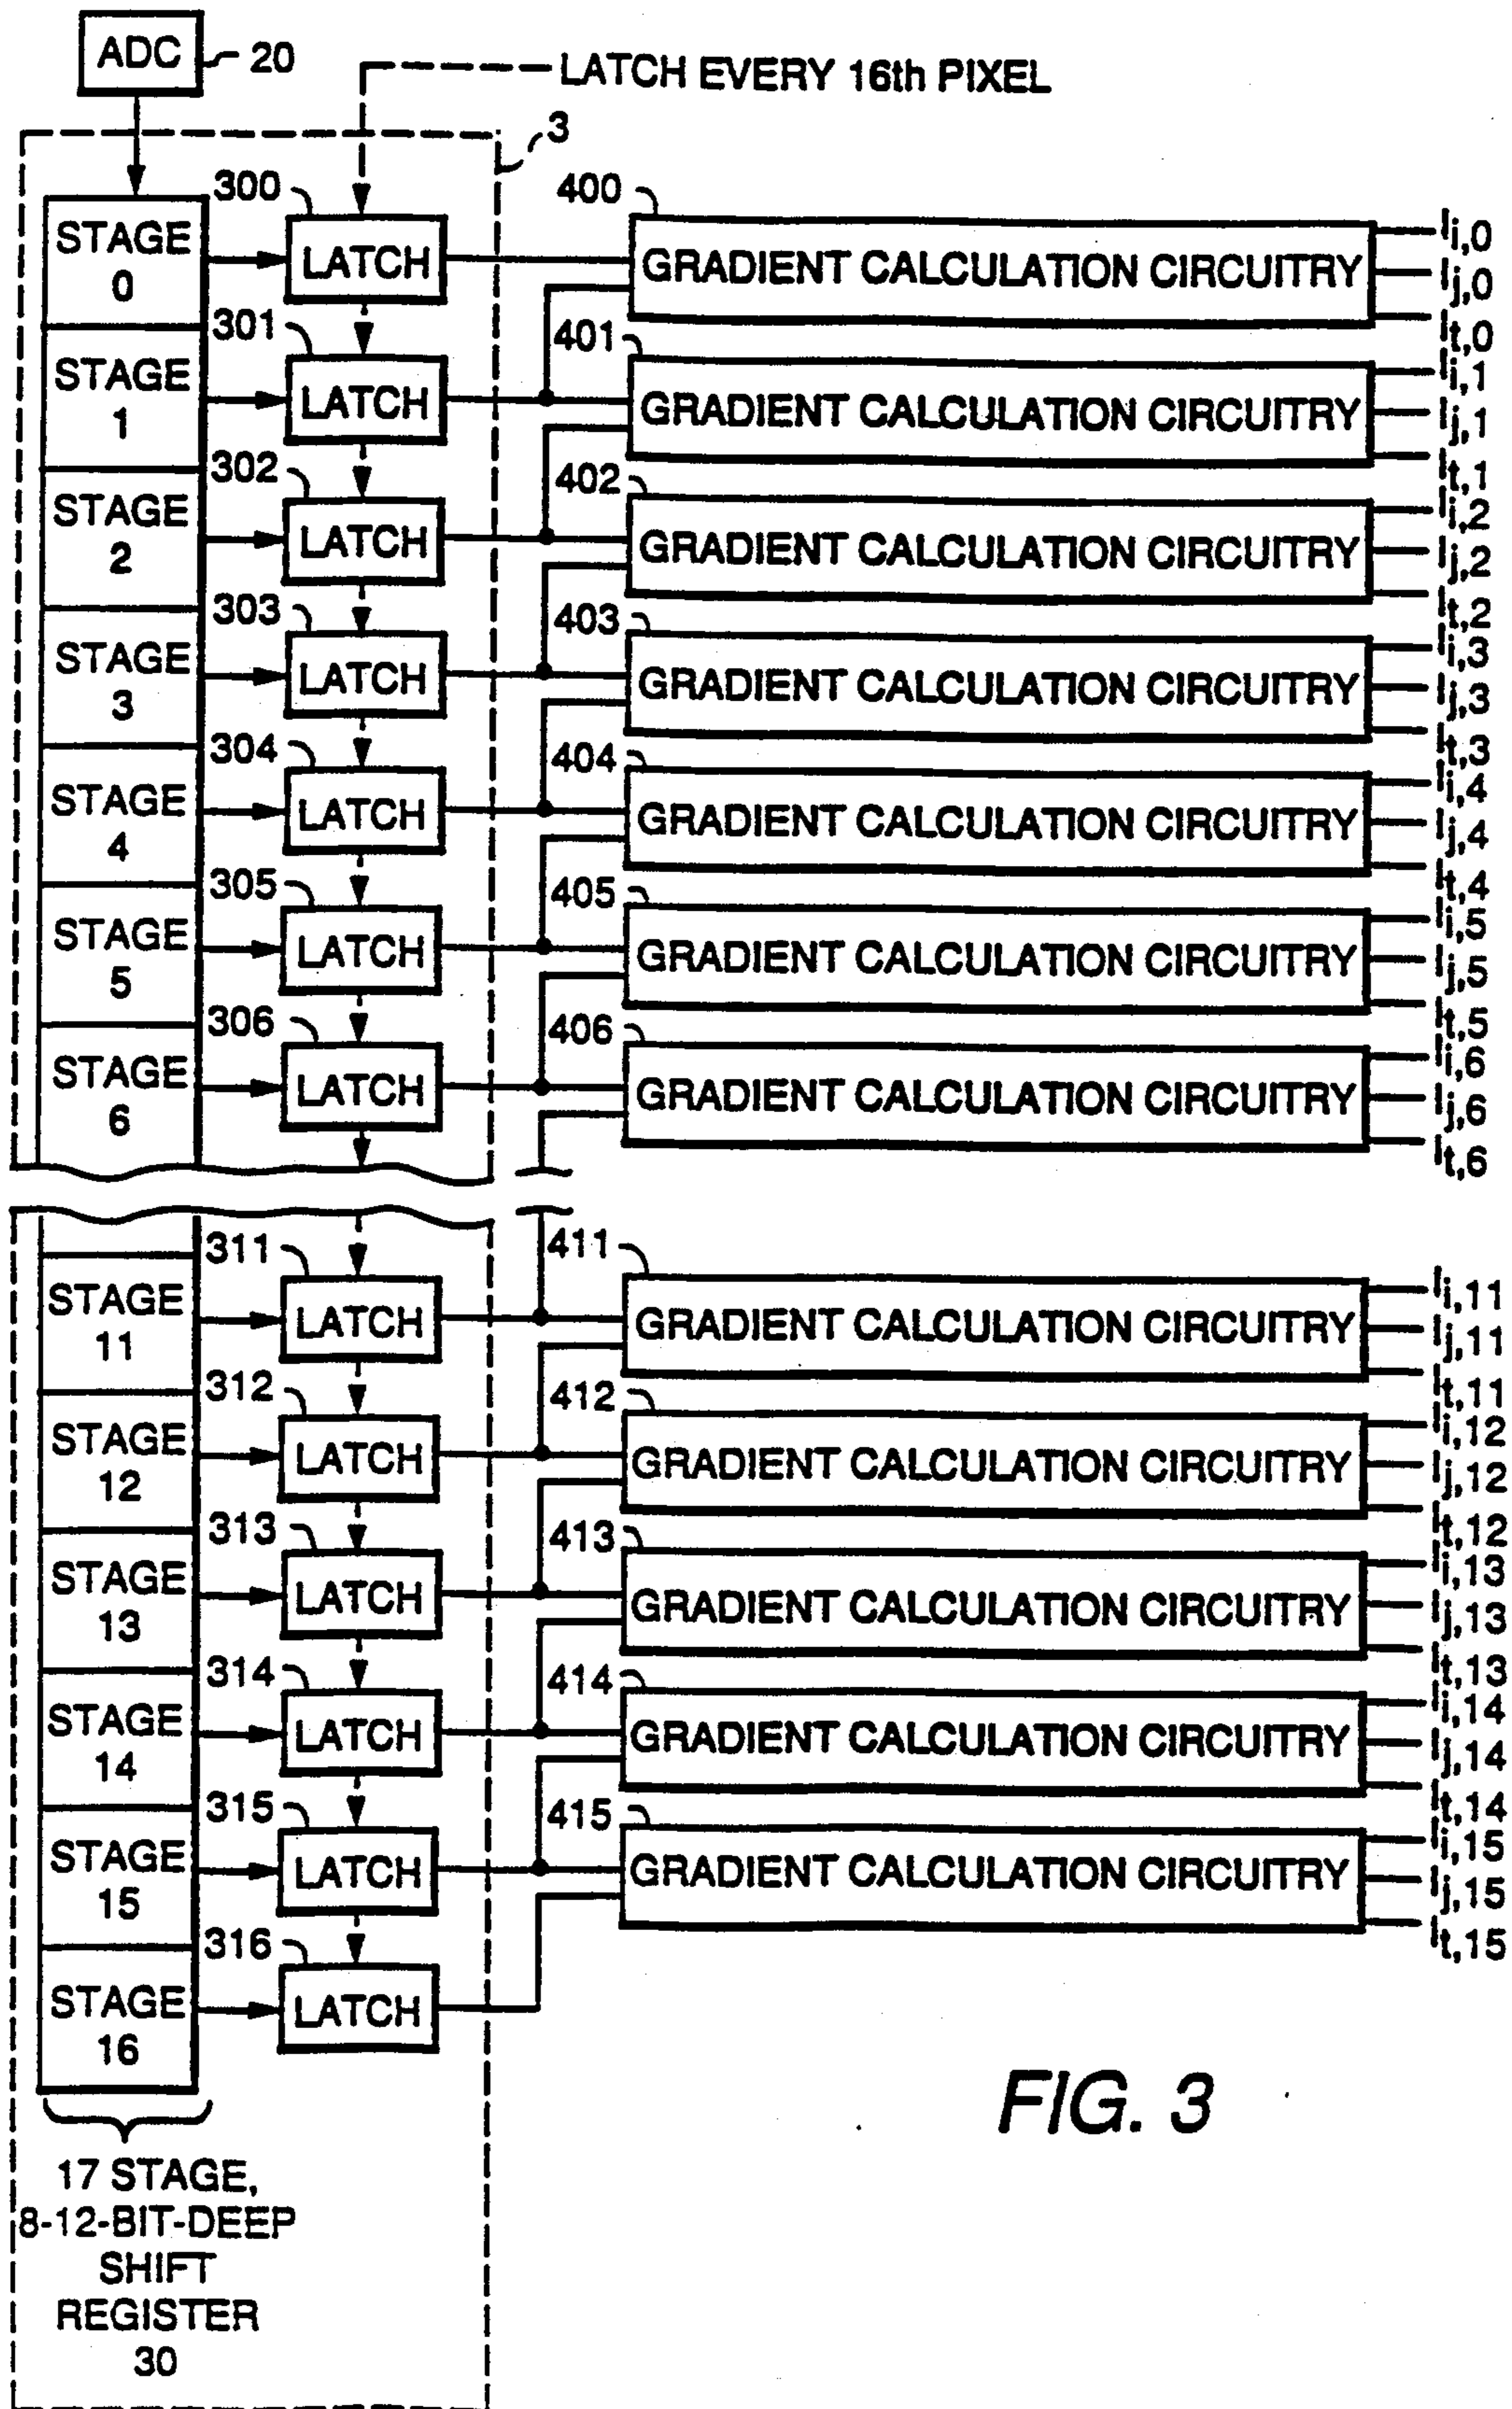 ADC
20
LATCH EVERY 16th PIXEL
3
300
400
STAGE
0
LATCH
GRADIENT CALCULATION CIRCUITRY
Ii,0
Ij,0
It,0
301
401
STAGE
1
LATCH
GRADIENT CALCULATION CIRCUITRY
Ii,1
Ij,1
It,1
302
402
STAGE
2
LATCH
GRADIENT CALCULATION CIRCUITRY
Ii,2
Ij,2
It,2
303
403
STAGE
3
LATCH
GRADIENT CALCULATION CIRCUITRY
Ii,3
Ij,3
It,3
304
404
STAGE
4
LATCH
GRADIENT CALCULATION CIRCUITRY
Ii,4
Ij,4
It,4
305
405
STAGE
5
LATCH
GRADIENT CALCULATION CIRCUITRY
Ii,5
Ij,5
It,5
306
406
STAGE
6
LATCH
GRADIENT CALCULATION CIRCUITRY
Ii,6
Ij,6
It,6
311
411
STAGE
11
LATCH
GRADIENT CALCULATION CIRCUITRY
Ii,11
Ij,11
It,11
312
412
STAGE
12
LATCH
GRADIENT CALCULATION CIRCUITRY
Ii,12
Ij,12
It,12
313
413
STAGE
13
LATCH
GRADIENT CALCULATION CIRCUITRY
Ii,13
Ij,13
It,13
314
414
STAGE
14
LATCH
GRADIENT CALCULATION CIRCUITRY
Ii,14
Ij,14
It,14
315
415
STAGE
15
LATCH
GRADIENT CALCULATION CIRCUITRY
Ii,15
Ij,15
It,15
316
STAGE
16
LATCH
FIG. 3
17 STAGE,
8-12-BIT-DEEP
SHIFT
REGISTER
30